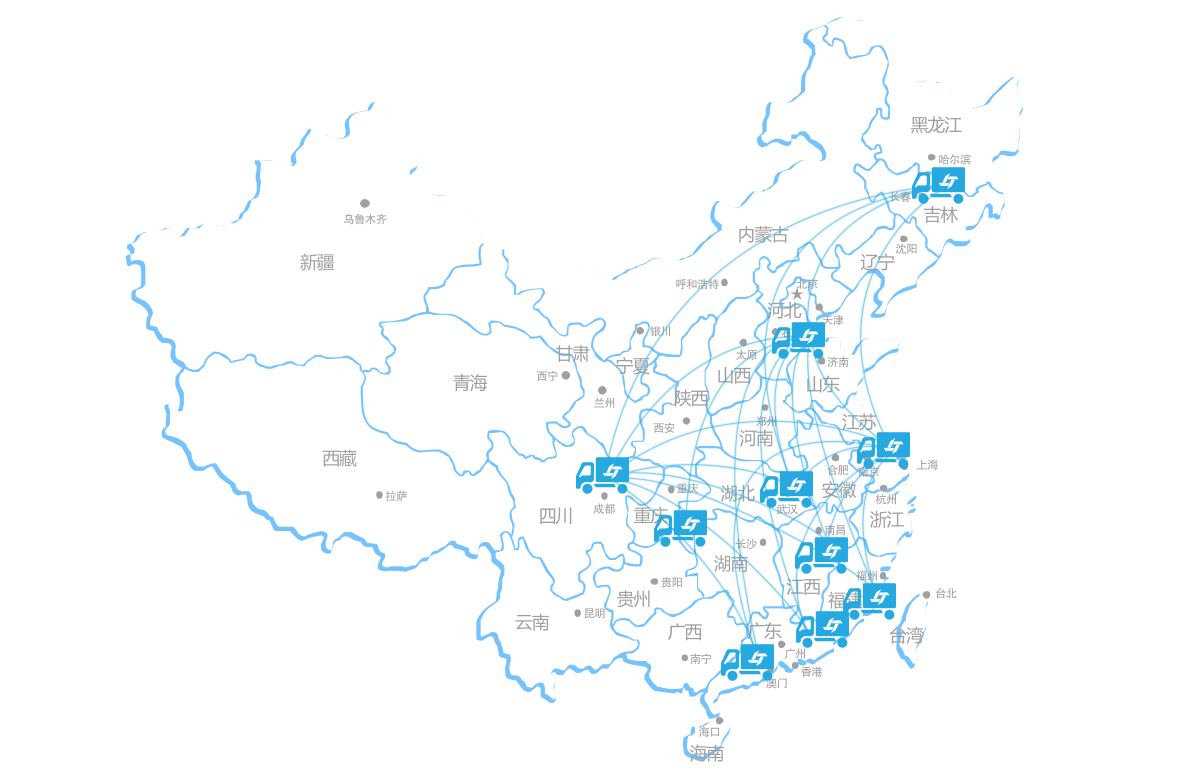 黑龙江
哈尔滨
长春
吉林
乌鲁木齐
内蒙古
沈阳
新疆
辽宁
呼和浩特
北京
河北
天津
银川
甘肃
太原
济南
宁夏
西宁
青海
山西
山东
兰州
陕西
郑州
江苏
西安
河南
西藏
上海
合肥
南京
重庆
湖北
安徽
拉萨
杭州
成都
武汉
四川
重庆
浙江
南昌
长沙
湖南
福州
贵阳
江西
台北
贵州
福建
昆明
云南
广西
广东
台湾
广州
南宁
香港
澳门
海口
海南